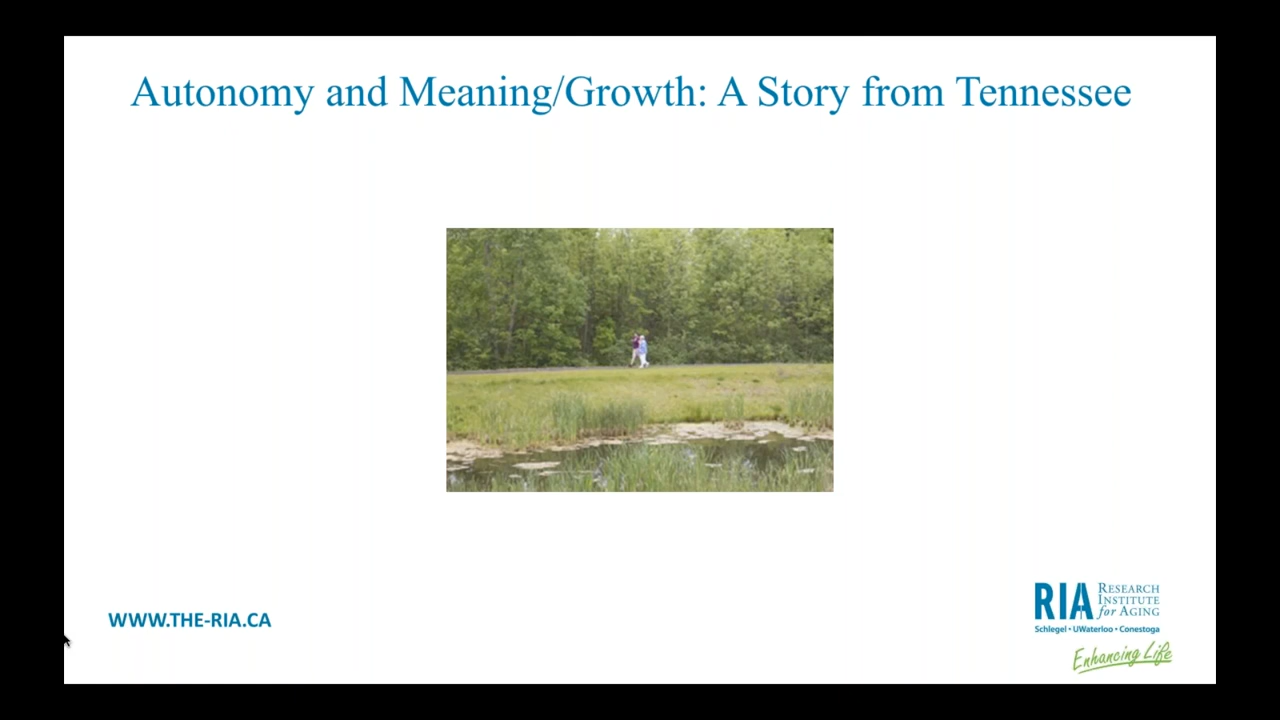 Autonomy and Meaning/Growth: A Story from Tennessee
WWW.THE-RIA.CA
RIA RESEARCH
INSTITUTE
for AGING
Schlegel • UWaterloo • Conestoga
Enhancing Life